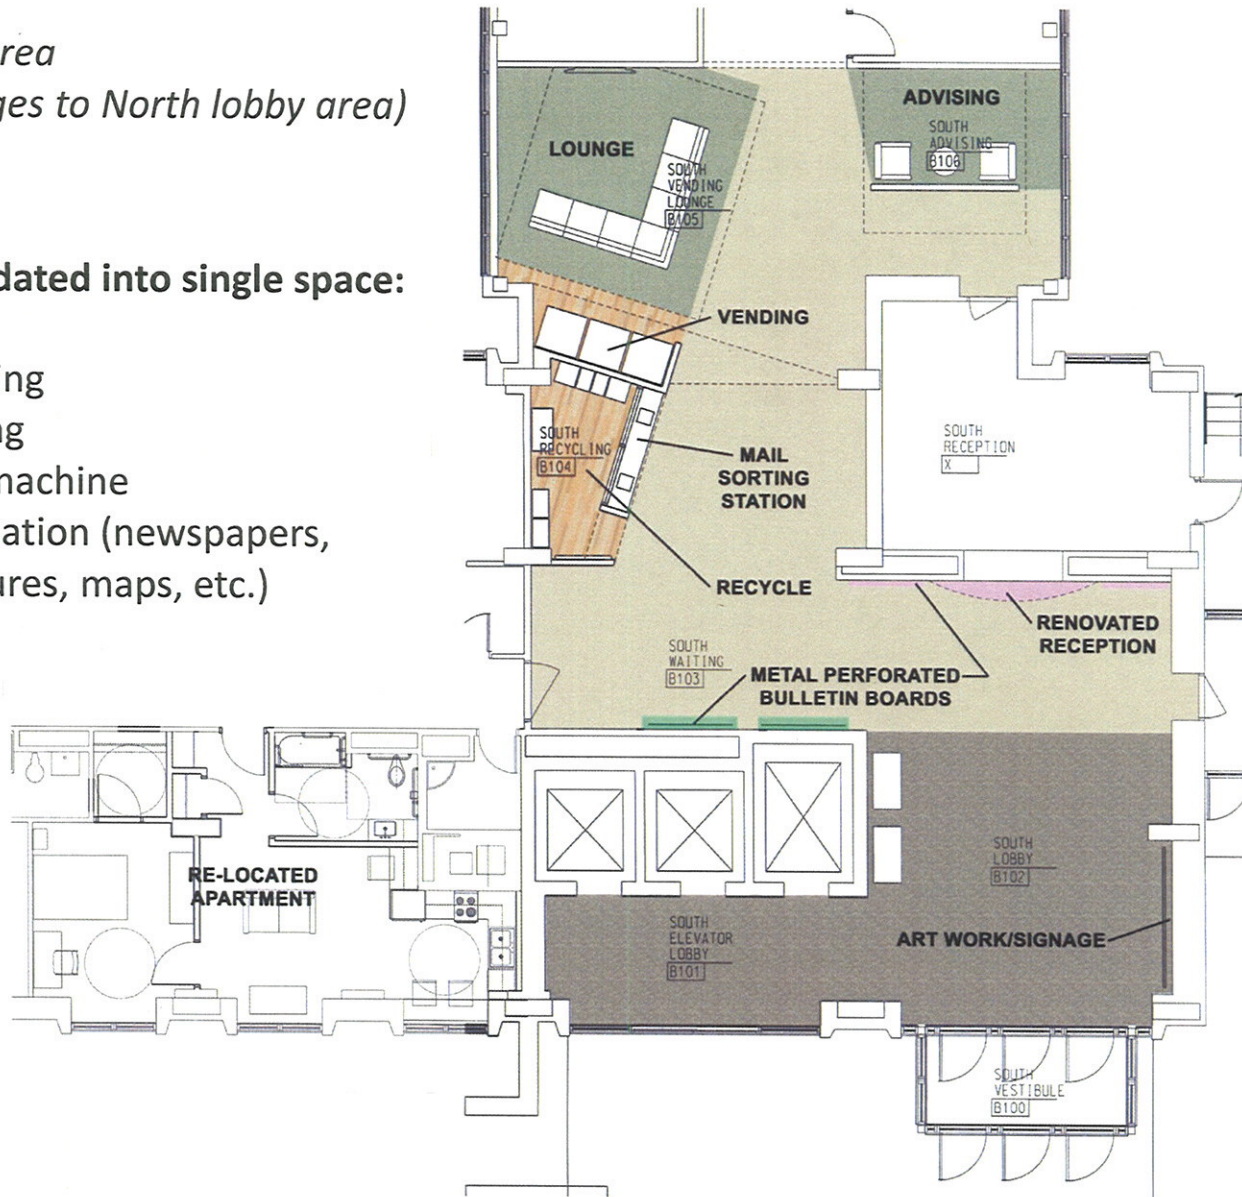 rea
ges to North lobby area)
dated into single space:
ing
ng
machine
ation (newspapers,
ures, maps, etc.)
LOUNGE
SOUTH
VENDING
LOUNGE
B105
ADVISING
SOUTH
ADVISING
B106
VENDING
SOUTH
RECYCLING
B104
MAIL
SORTING
STATION
SOUTH
RECEPTION
X
RECYCLE
RENOVATED
RECEPTION
SOUTH
WAITING
B103
METAL PERFORATED
BULLETIN BOARDS
RE-LOCATED
APARTMENT
SOUTH
LOBBY
B102
SOUTH
ELEVATOR
LOBBY
B101
ART WORK/SIGNAGE
SOUTH
VESTIBULE
B100